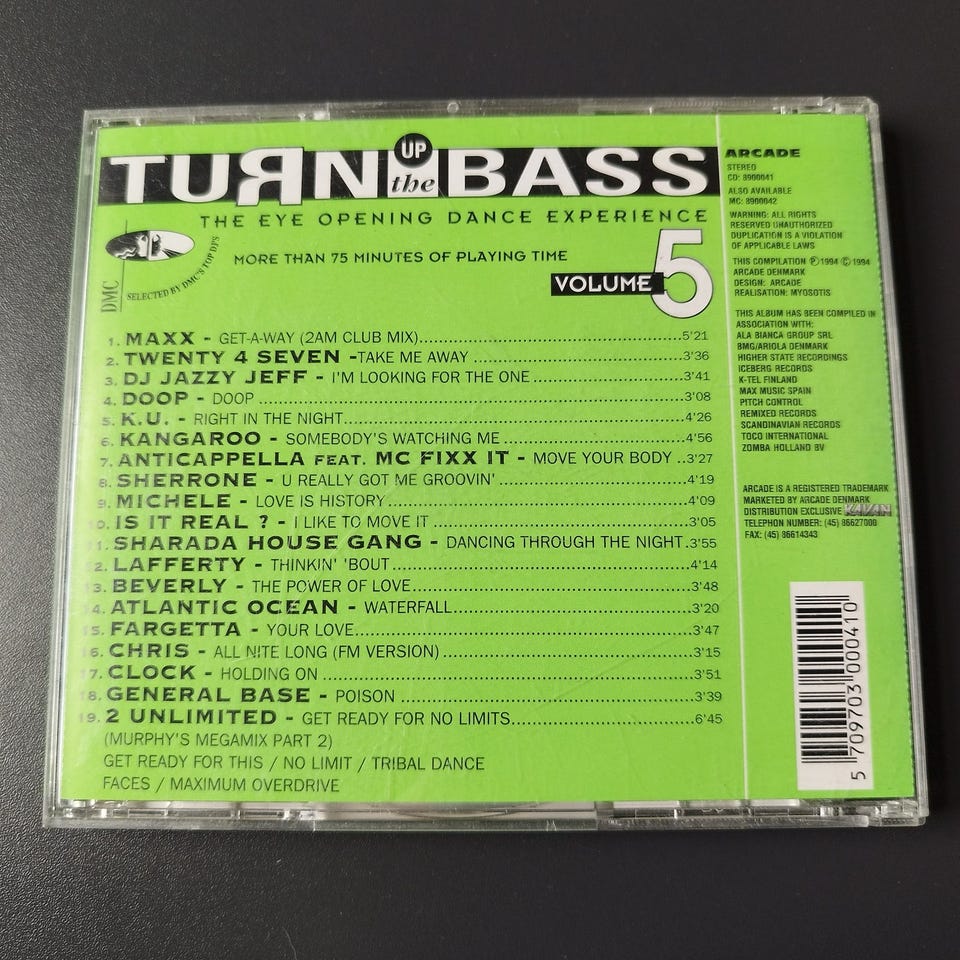 TURN UP the BASS
THE EYE OPENING DANCE EXPERIENCE
MORE THAN 75 MINUTES OF PLAYING TIME
VOLUME 5
DMC
SELECTED BY DMC'S TOP DJ'S
1. MAXX - GET-A-WAY (2AM CLUB MIX) 5'21
2. TWENTY 4 SEVEN -TAKE ME AWAY 3'36
3. DJ JAZZY JEFF - I'M LOOKING FOR THE ONE 3'41
4. DOOP - DOOP 3'08
5. K.U. - RIGHT IN THE NIGHT 4'26
6. KANGAROO - SOMEBODY'S WATCHING ME 4'56
7. ANTICAPPELLA FEAT. MC FIXX IT - MOVE YOUR BODY 3'27
8. SHERRONE - U REALLY GOT ME GROOVIN' 4'19
9. MICHELE - LOVE IS HISTORY 4'09
10. IS IT REAL ? - I LIKE TO MOVE IT 3'05
11. SHARADA HOUSE GANG - DANCING THROUGH THE NIGHT 3'55
12. LAFFERTY - THINKIN' 'BOUT 4'14
13. BEVERLY - THE POWER OF LOVE 3'48
14. ATLANTIC OCEAN - WATERFALL 3'20
15. FARGETTA - YOUR LOVE 3'47
16. CHRIS - ALL NITE LONG (FM VERSION) 3'15
17. CLOCK - HOLDING ON 3'51
18. GENERAL BASE - POISON 3'39
19. 2 UNLIMITED - GET READY FOR NO LIMITS 6'45
(MURPHY'S MEGAMIX PART 2)
GET READY FOR THIS / NO LIMIT / TRIBAL DANCE
FACES / MAXIMUM OVERDRIVE
ARCADE
STEREO
CD: 8900041
ALSO AVAILABLE
MC: 8900042
WARNING: ALL RIGHTS
RESERVED UNAUTHORIZED
DUPLICATION IS A VIOLATION
OF APPLICABLE LAWS
THIS COMPILATION ℗ 1994 © 1994
ARCADE DENMARK
DESIGN: ARCADE
REALISATION: MYOSOTIS
THIS ALBUM HAS BEEN COMPILED IN
ASSOCIATION WITH:
ALA BIANCA GROUP SRL
BMG/ARIOLA DENMARK
HIGHER STATE RECORDINGS
ICEBERG RECORDS
K-TEL FINLAND
MAX MUSIC SPAIN
PITCH CONTROL
REMIXED RECORDS
SCANDINAVIAN RECORDS
TOCO INTERNATIONAL
ZOMBA HOLLAND BV
ARCADE IS A REGISTERED TRADEMARK
MARKETED BY ARCADE DENMARK
DISTRIBUTION EXCLUSIVE KAVAN
TELEPHON NUMBER: (45) 86627000
FAX: (45) 86614343
5 709703 000410